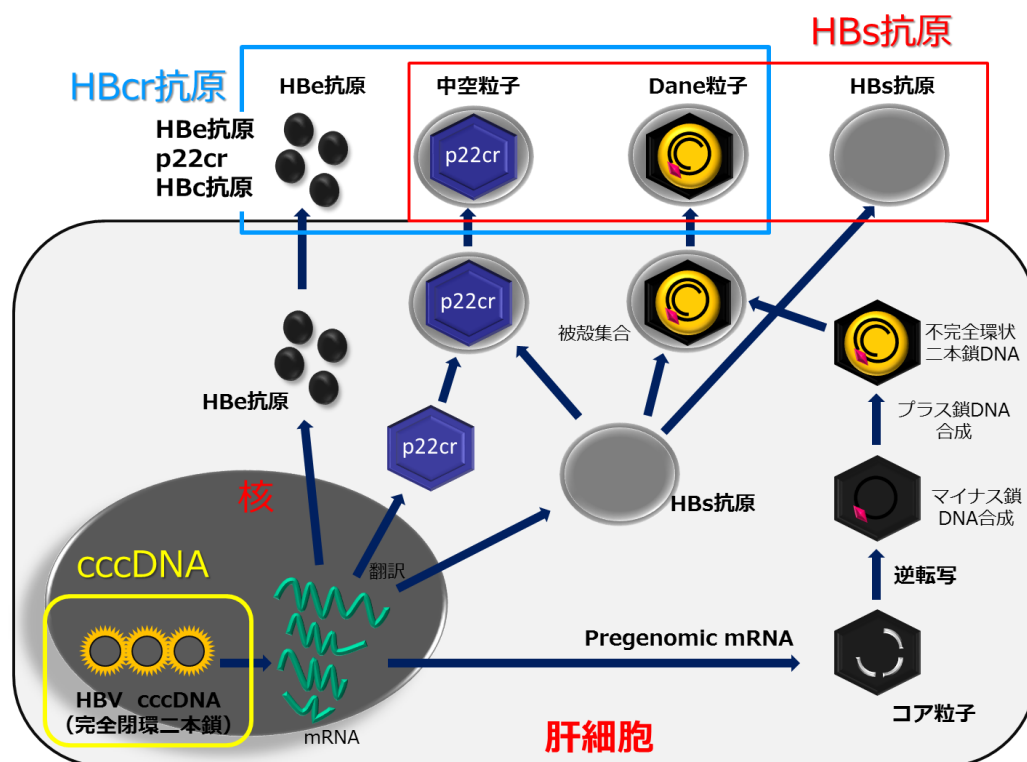 HBs抗原
HBcr抗原
HBe抗原
中空粒子
Dane粒子
HBs抗原
HBe抗原
p22cr
HBc抗原
p22cr
p22cr
被殻集合
不完全環状
二本鎖DNA
HBe抗原
p22cr
プラス鎖DNA
合成
HBs抗原
マイナス鎖
DNA合成
核
cccDNA
翻訳
逆転写
Pregenomic mRNA
HBV cccDNA
（完全閉環二本鎖）
mRNA
コア粒子
肝細胞